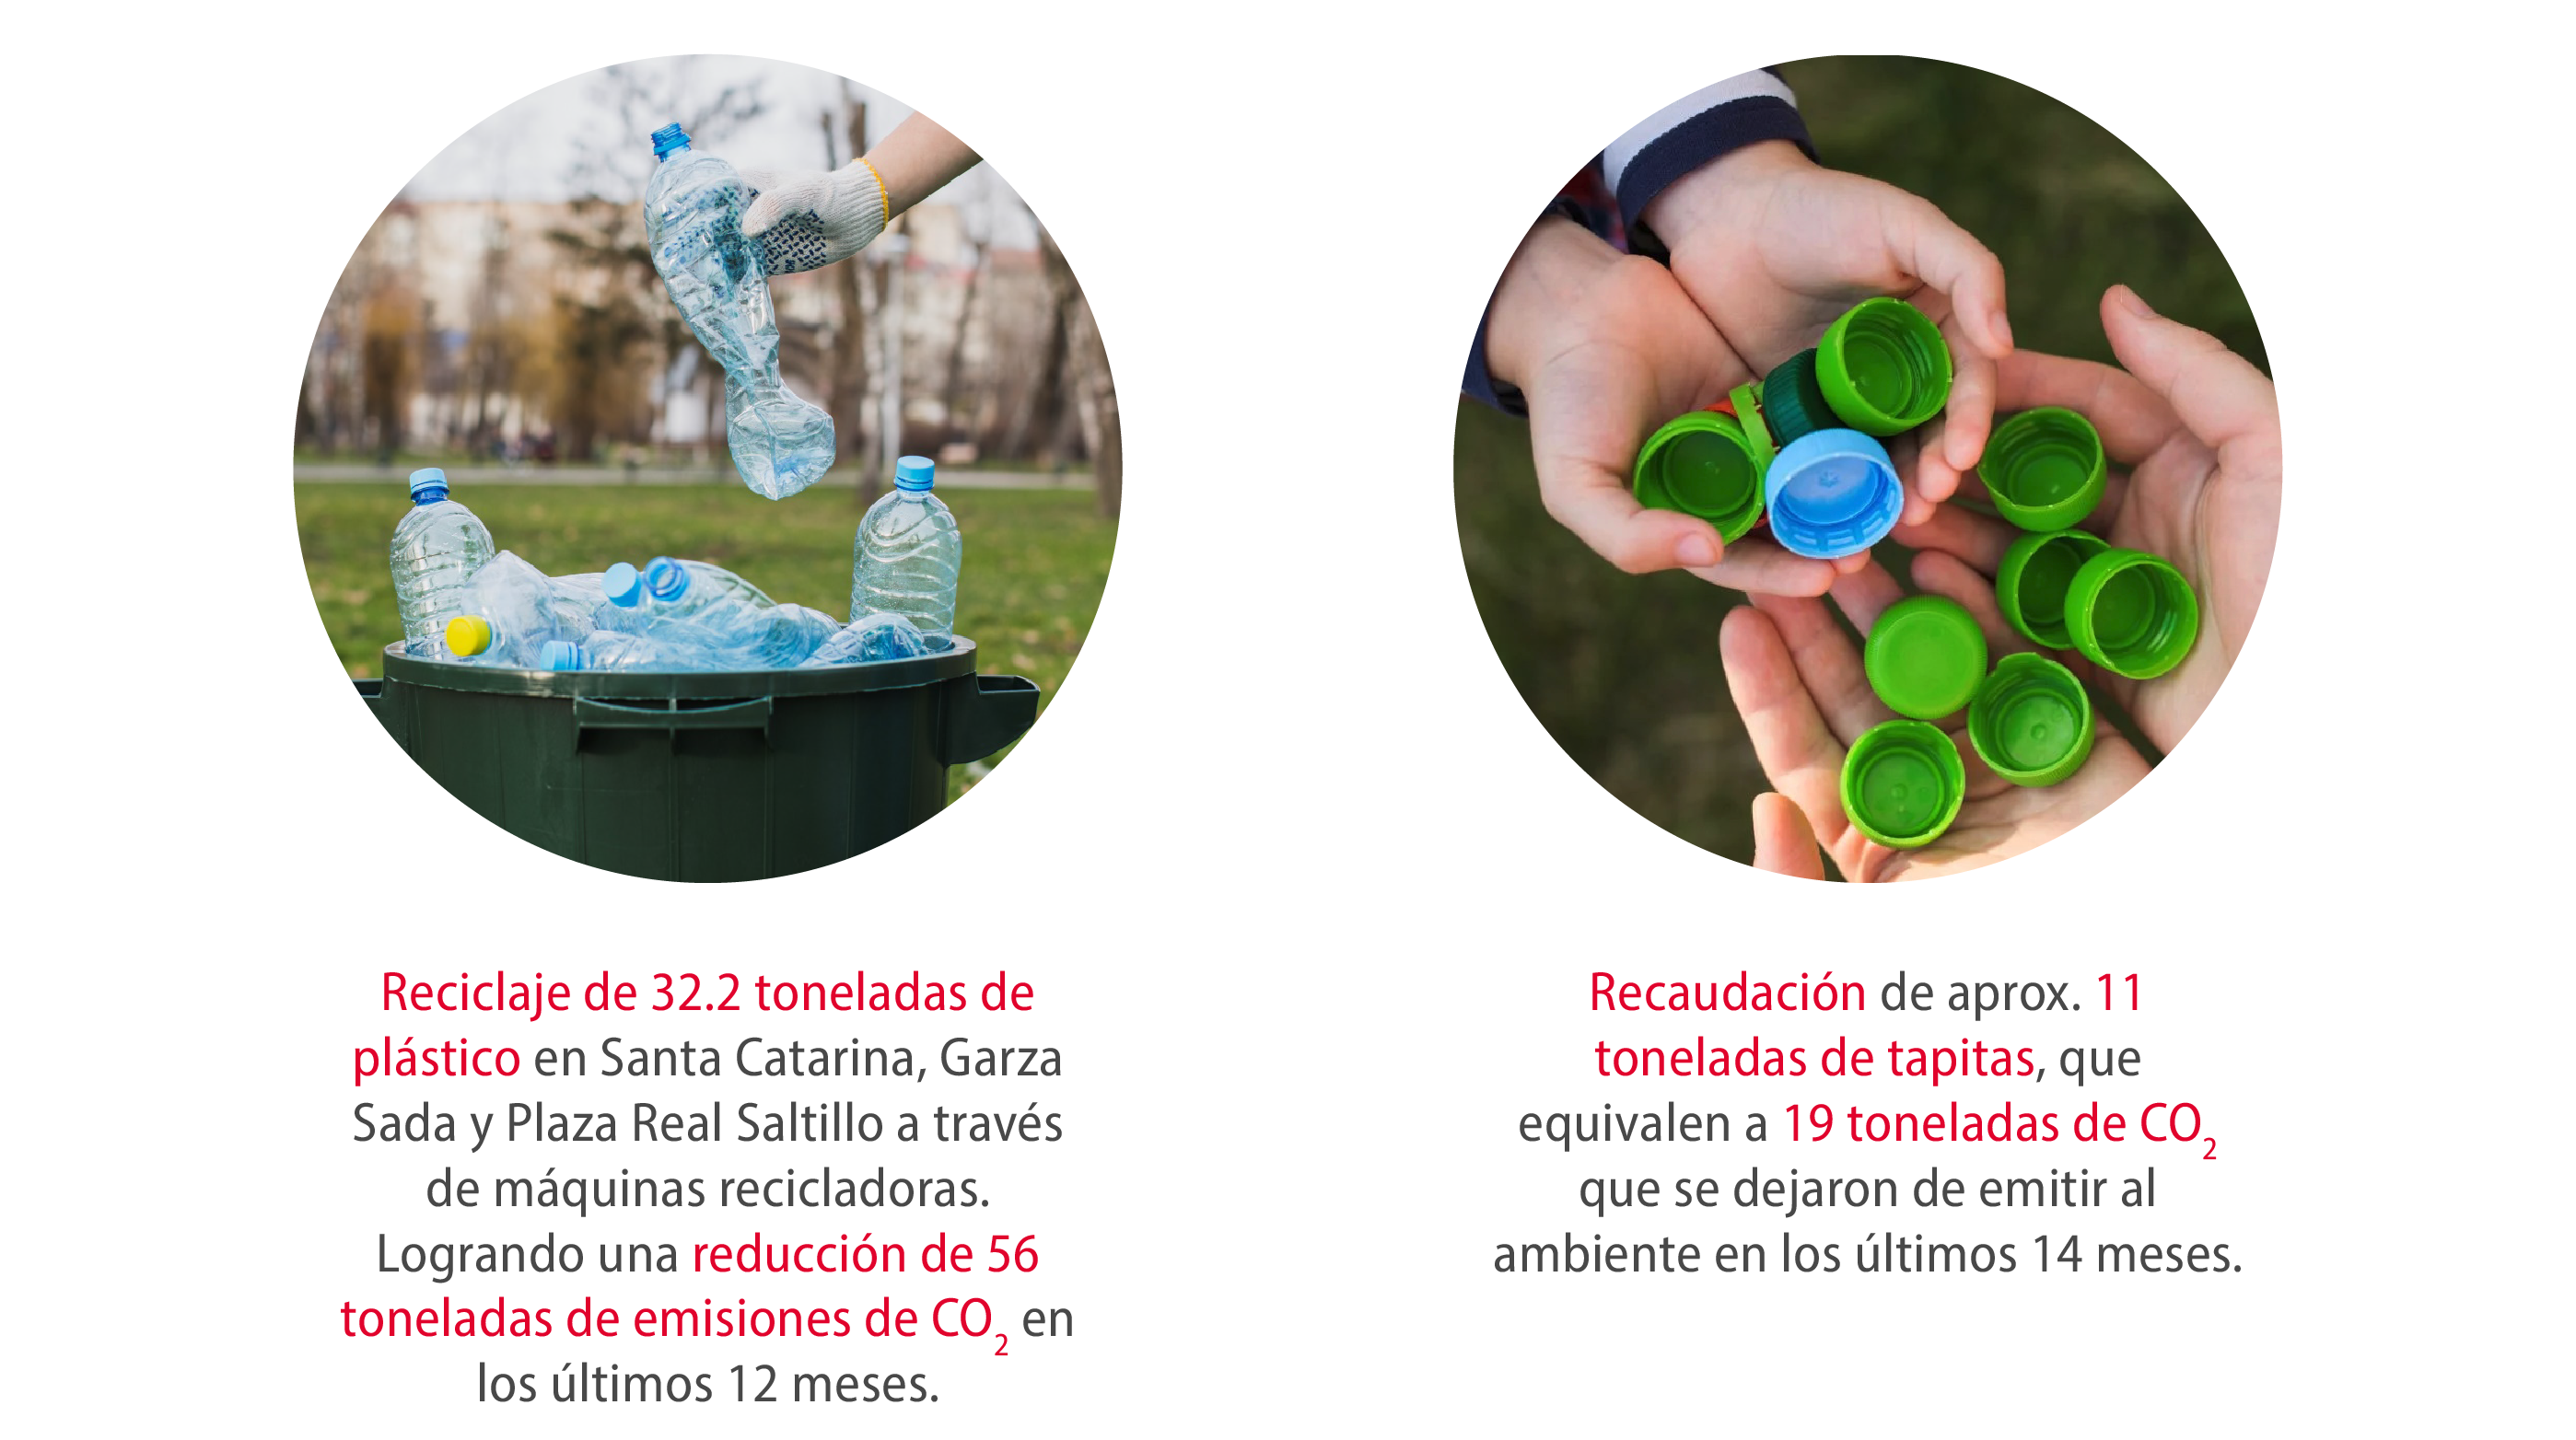 Reciclaje de 32.2 toneladas de
plástico en Santa Catarina, Garza
Sada y Plaza Real Saltillo a través
de máquinas recicladoras.
Logrando una reducción de 56
toneladas de emisiones de CO₂ en
los últimos 12 meses.
Recaudación de aprox. 11
toneladas de tapitas, que
equivalen a 19 toneladas de CO₂
que se dejaron de emitir al
ambiente en los últimos 14 meses.